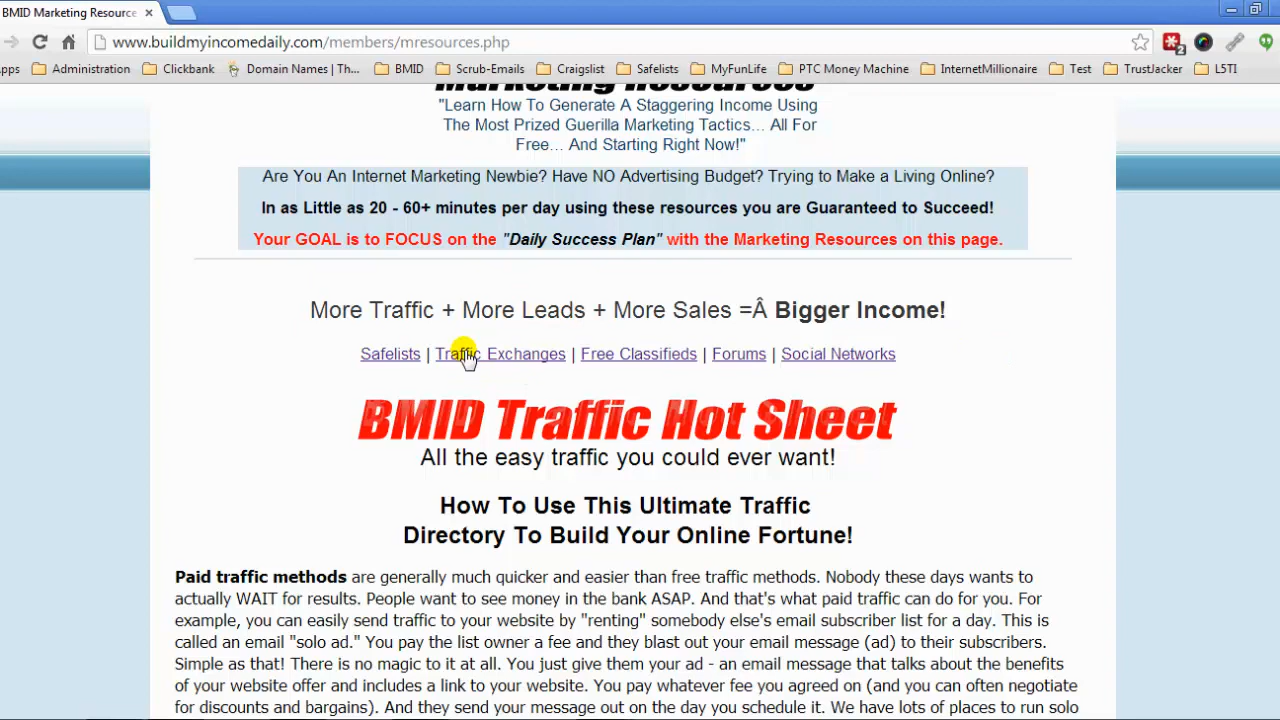 BMID Marketing Resource
www.buildmyincomedaily.com/members/mresources.php
2
pps Administration Clickbank Domain Names | Th... BMID Scrub-Emails Craigslist Safelists MyFunLife PTC Money Machine InternetMillionaire Test TrustJacker L5TI
Marketing Resources
"Learn How To Generate A Staggering Income Using
The Most Prized Guerilla Marketing Tactics... All For
Free... And Starting Right Now!"
Are You An Internet Marketing Newbie? Have NO Advertising Budget? Trying to Make a Living Online?
In as Little as 20 - 60+ minutes per day using these resources you are Guaranteed to Succeed!
Your GOAL is to FOCUS on the "Daily Success Plan" with the Marketing Resources on this page.
More Traffic + More Leads + More Sales =Â Bigger Income!
Safelists | Traffic Exchanges | Free Classifieds | Forums | Social Networks
BMID Traffic Hot Sheet
All the easy traffic you could ever want!
How To Use This Ultimate Traffic
Directory To Build Your Online Fortune!
Paid traffic methods are generally much quicker and easier than free traffic methods. Nobody these days wants to
actually WAIT for results. People want to see money in the bank ASAP. And that's what paid traffic can do for you. For
example, you can easily send traffic to your website by "renting" somebody else's email subscriber list for a day. This is
called an email "solo ad." You pay the list owner a fee and they blast out your email message (ad) to their subscribers.
Simple as that! There is no magic to it at all. You just give them your ad - an email message that talks about the benefits
of your website offer and includes a link to your website. You pay whatever fee you agreed on (and you can often negotiate
for discounts and bargains). And they send your message out on the day you schedule it. We have lots of places to run solo